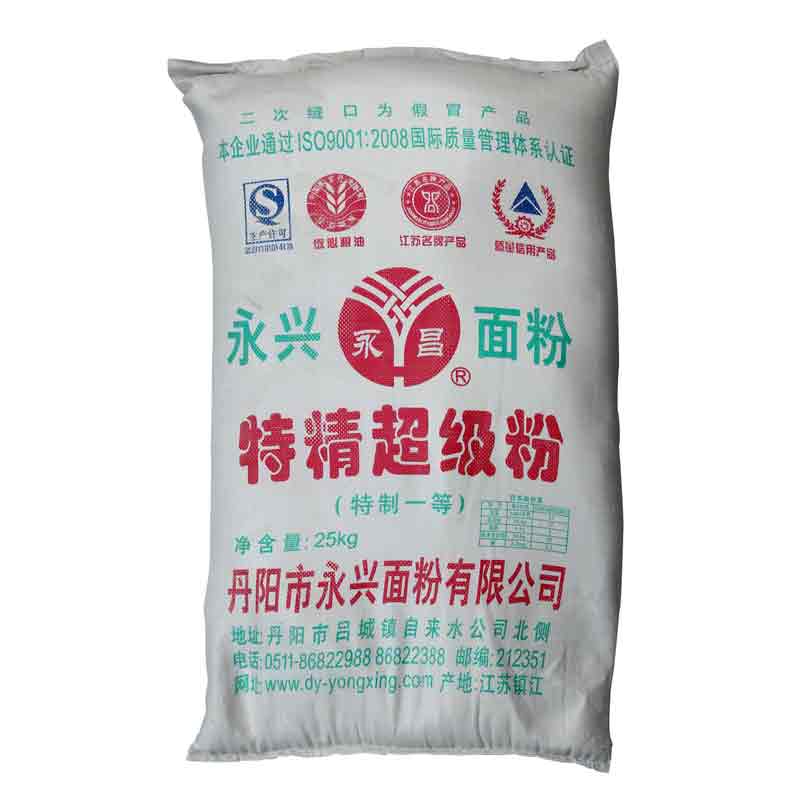 二次缝口为假冒产品
本企业通过ISO9001:2008国际质量管理体系认证
生产许可
放心粮油
江苏名牌产品
质量信用产品
永兴 永昌 面粉
®
特精超级粉
(特制一等)
净含量:25kg
丹阳市永兴面粉有限公司
地址:丹阳市吕城镇自来水公司北侧
电话:0511-86822988 86822388 邮编:212351
网址:www.dy-yongxing.com 产地:江苏镇江